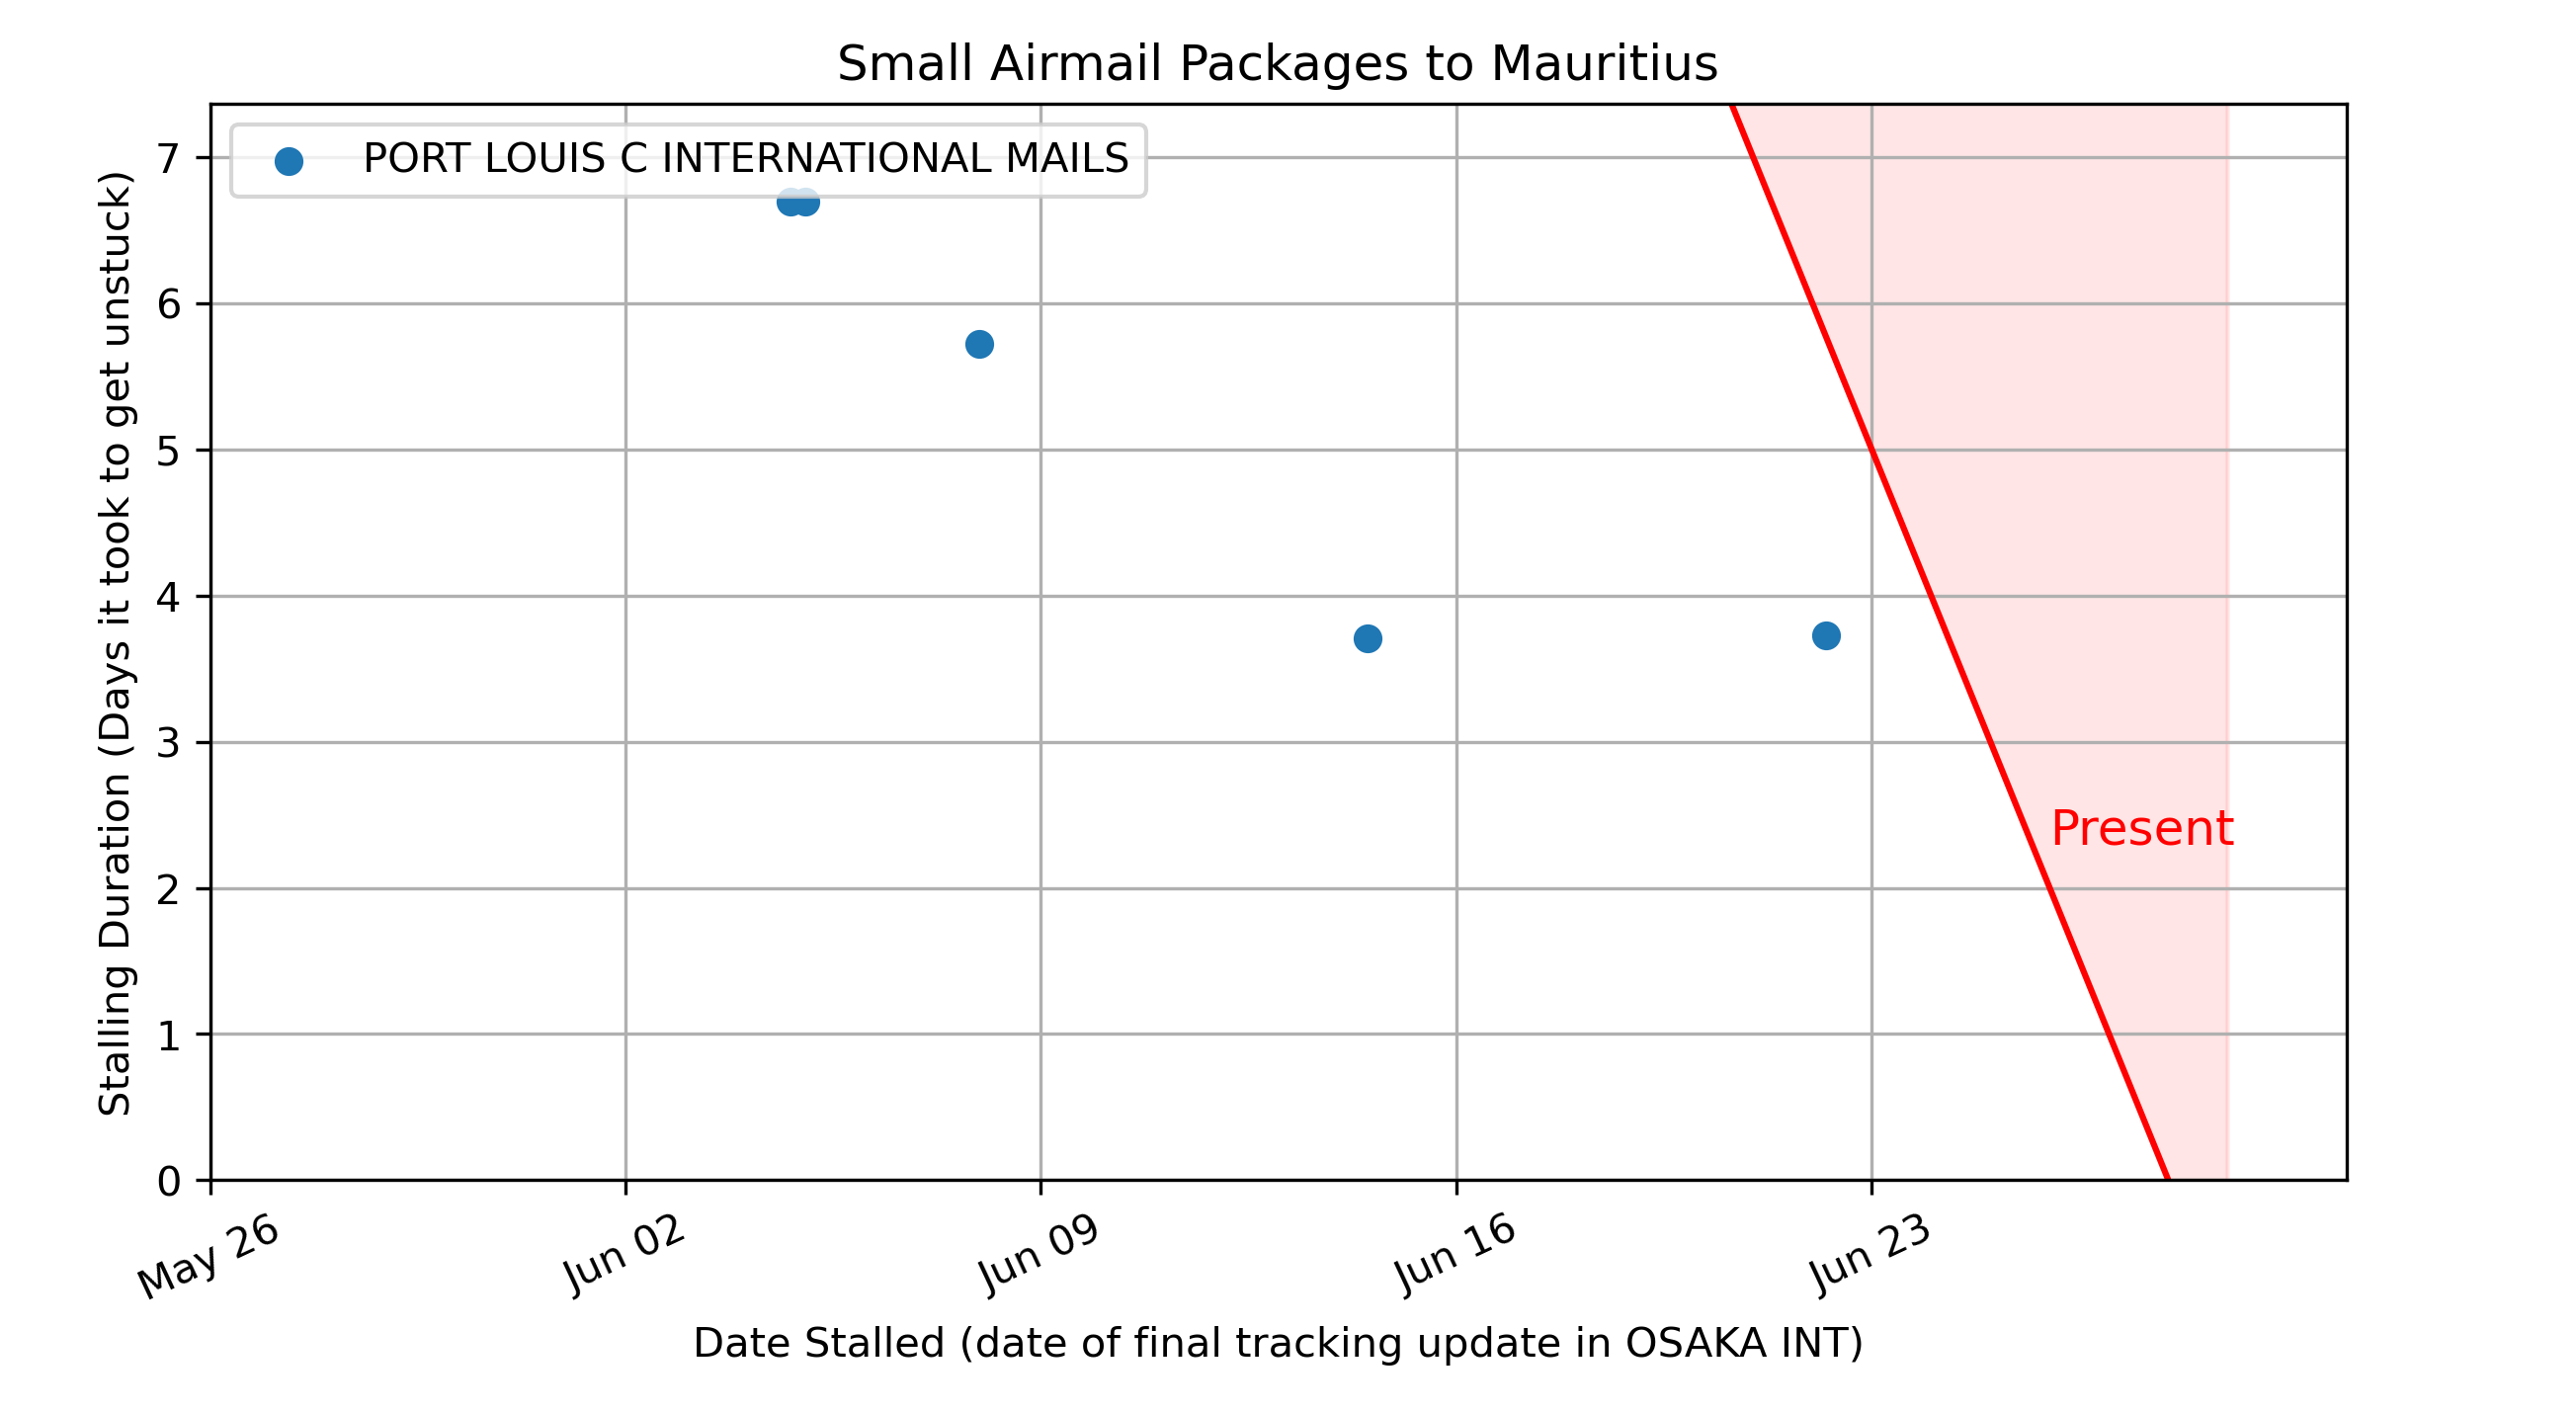 Small Airmail Packages to Mauritius
PORT LOUIS C INTERNATIONAL MAILS
Stalling Duration (Days it took to get unstuck)
7
6
5
4
3
2
1
0
Present
May 26
Jun 02
Jun 09
Jun 16
Jun 23
Date Stalled (date of final tracking update in OSAKA INT)